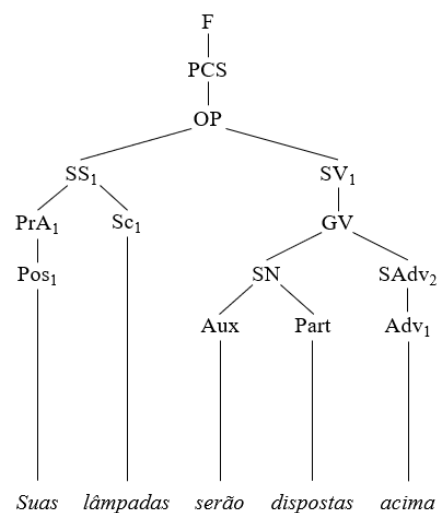 F
PCS
OP
SS₁ SV₁
PrA₁ Sc₁ GV
Pos₁ SN SAdv₂
Aux Part Adv₁
Suas lâmpadas serão dispostas acima